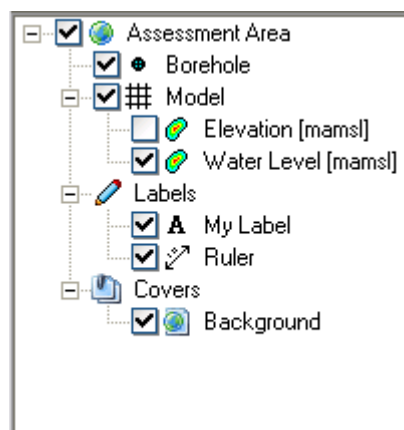 Assessment Area
Borehole
Model
Elevation [mamsl]
Water Level [mamsl]
Labels
A My Label
Ruler
Covers
Background